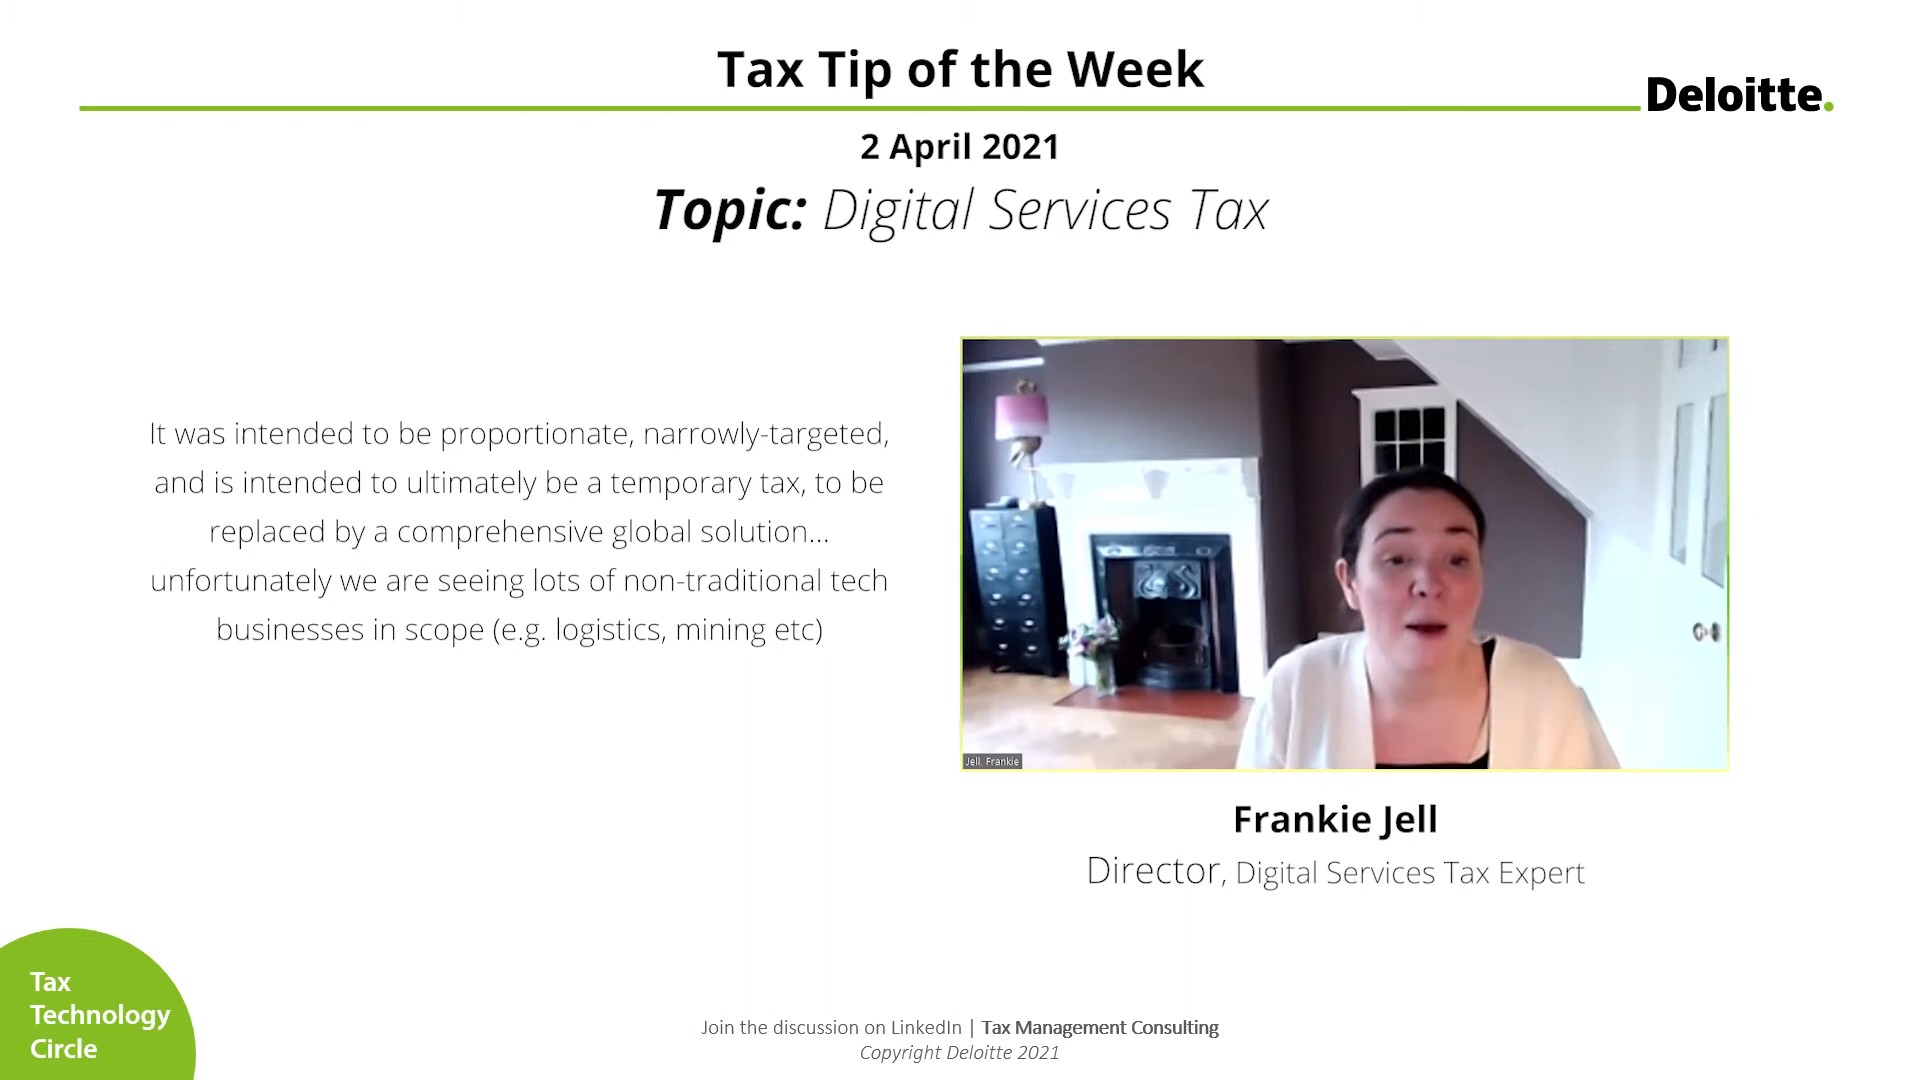 Tax Tip of the Week
Deloitte.
2 April 2021
Topic: Digital Services Tax
It was intended to be proportionate, narrowly-targeted,
and is intended to ultimately be a temporary tax, to be
replaced by a comprehensive global solution...
unfortunately we are seeing lots of non-traditional tech
businesses in scope (e.g. logistics, mining etc)
Jell, Frankie
Frankie Jell
Director, Digital Services Tax Expert
Tax
Technology
Circle
Join the discussion on LinkedIn | Tax Management Consulting
Copyright Deloitte 2021